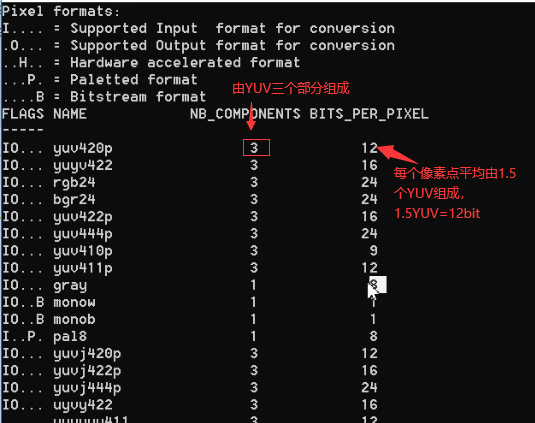 Pixel formats:
I.... = Supported Input  format for conversion
.O... = Supported Output format for conversion
..H.. = Hardware accelerated format
...P. = Paletted format
....B = Bitstream format
由YUV三个部分组成
FLAGS NAME            NB_COMPONENTS BITS_PER_PIXEL
-----
IO... yuv420p                3            12
IO... yuyv422                3            16
IO... rgb24                  3            24
IO... bgr24                  3            24
IO... yuv422p                3            16
IO... yuv444p                3            24
IO... yuv410p                3             9
IO... yuv411p                3            12
IO... gray                   1             8
IO..B monow                  1             1
IO..B monob                  1             1
I..P. pal8                   1             8
IO... yuvj420p               3            12
IO... yuvj422p               3            16
IO... yuvj444p               3            24
IO... uyvy422                3            16
3            12
每个像素点平均由1.5
个YUV组成，
1.5YUV=12bit